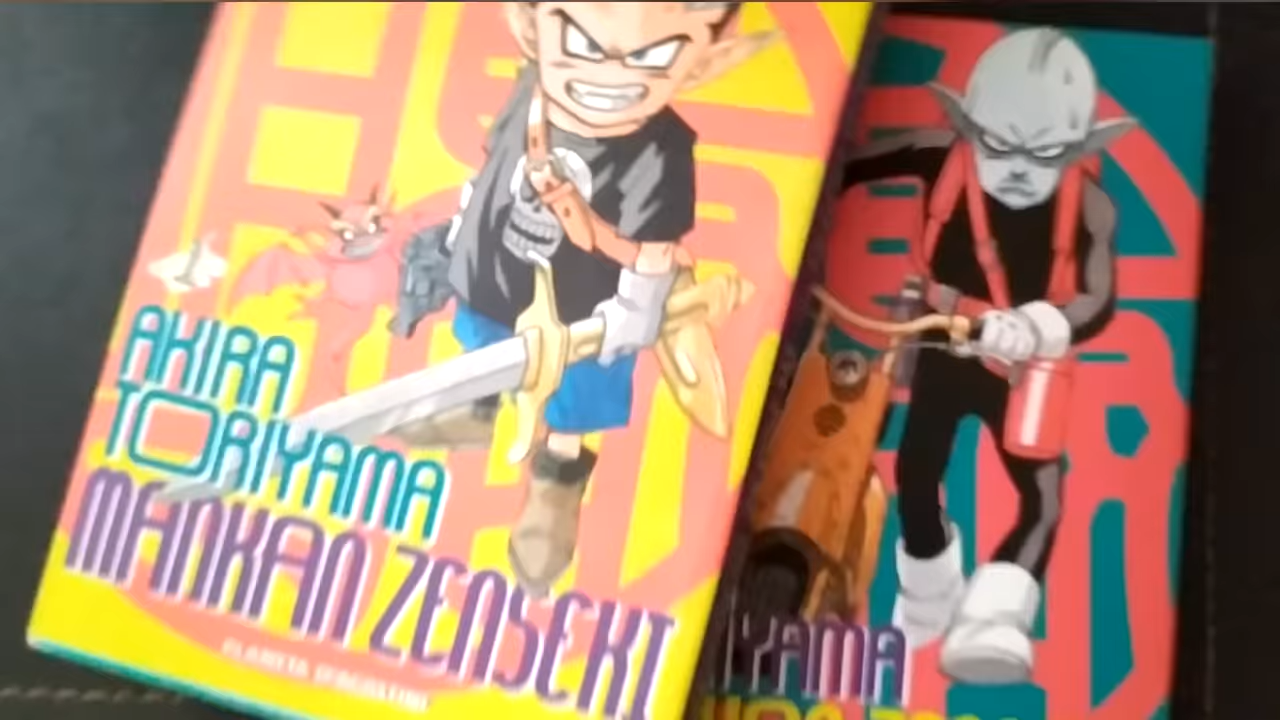 AKIRA
TORIYAMA
MANKAN ZENSEKI
PLANETA DEAGOSTINI
IYAMA